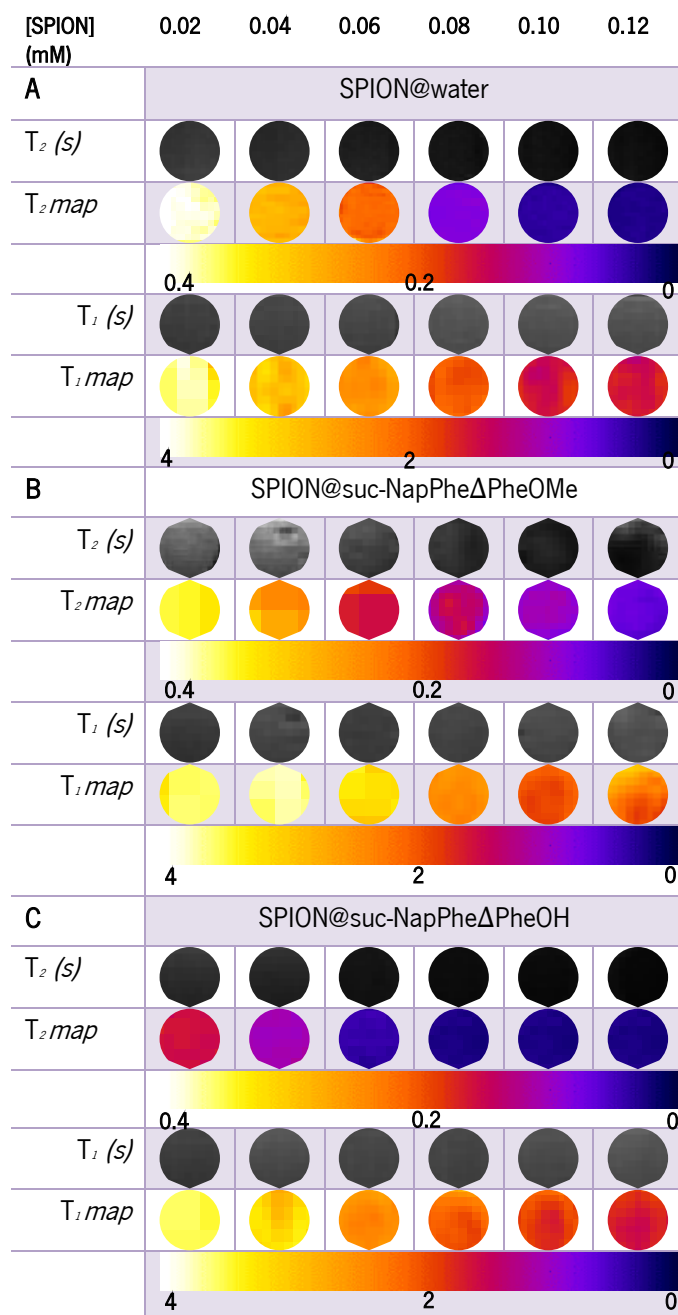 [SPION] (mM) 0.02 0.04 0.06 0.08 0.10 0.12
A SPION@water
T₂ (s)
T₂ map
0.4 0.2 0
T₁ (s)
T₁ map
4 2 0
B SPION@suc-NapPheΔPheOMe
T₂ (s)
T₂ map
0.4 0.2 0
T₁ (s)
T₁ map
4 2 0
C SPION@suc-NapPheΔPheOH
T₂ (s)
T₂ map
0.4 0.2 0
T₁ (s)
T₁ map
4 2 0